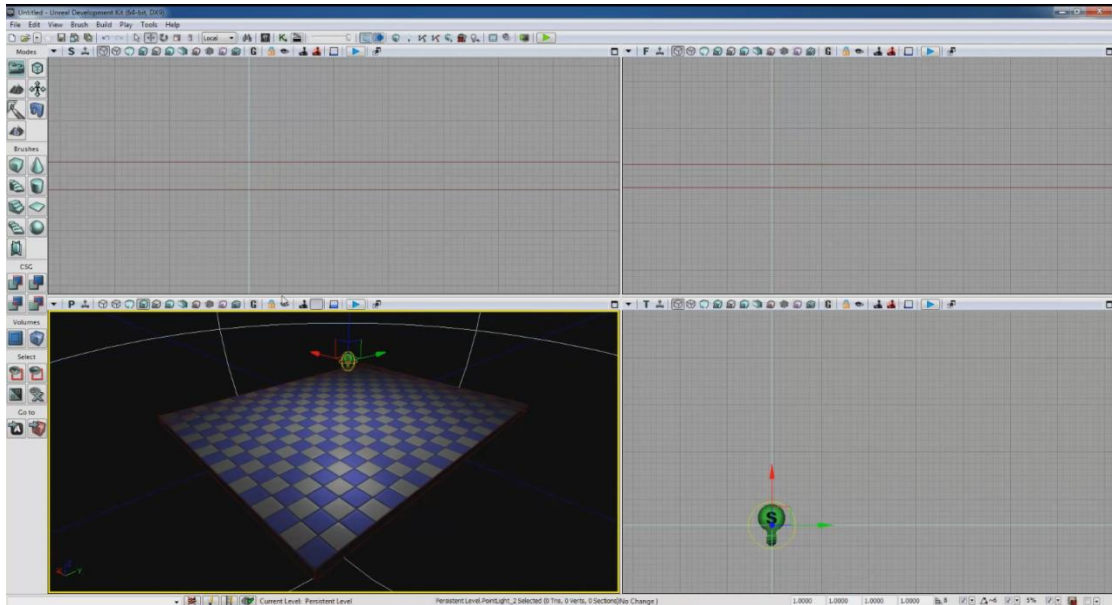 Untitled - Unreal Development Kit (64-bit, DX9)
File Edit View Brush Build Play Tools Help
Local
Modes
S
G
F
G
Brushes
CSG
P
G
T
G
Volumes
Select
Go to
S
Current Level: Persistent Level
Persistent Level.PointLight_2 Selected (0 Tris, 0 Verts, 0 Sections)(No Change )
1.0000 1.0000 1.0000 1.0000
5%